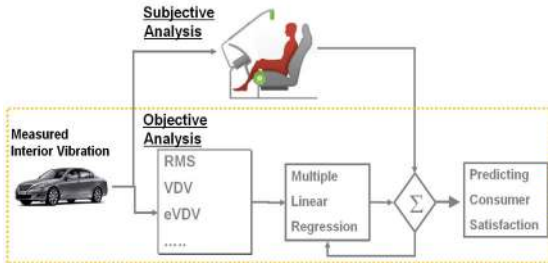 Subjective
Analysis
Measured
Interior Vibration
Objective
Analysis
RMS
VDV
eVDV
.....
Multiple
Linear
Regression
Σ
Predicting
Consumer
Satisfaction